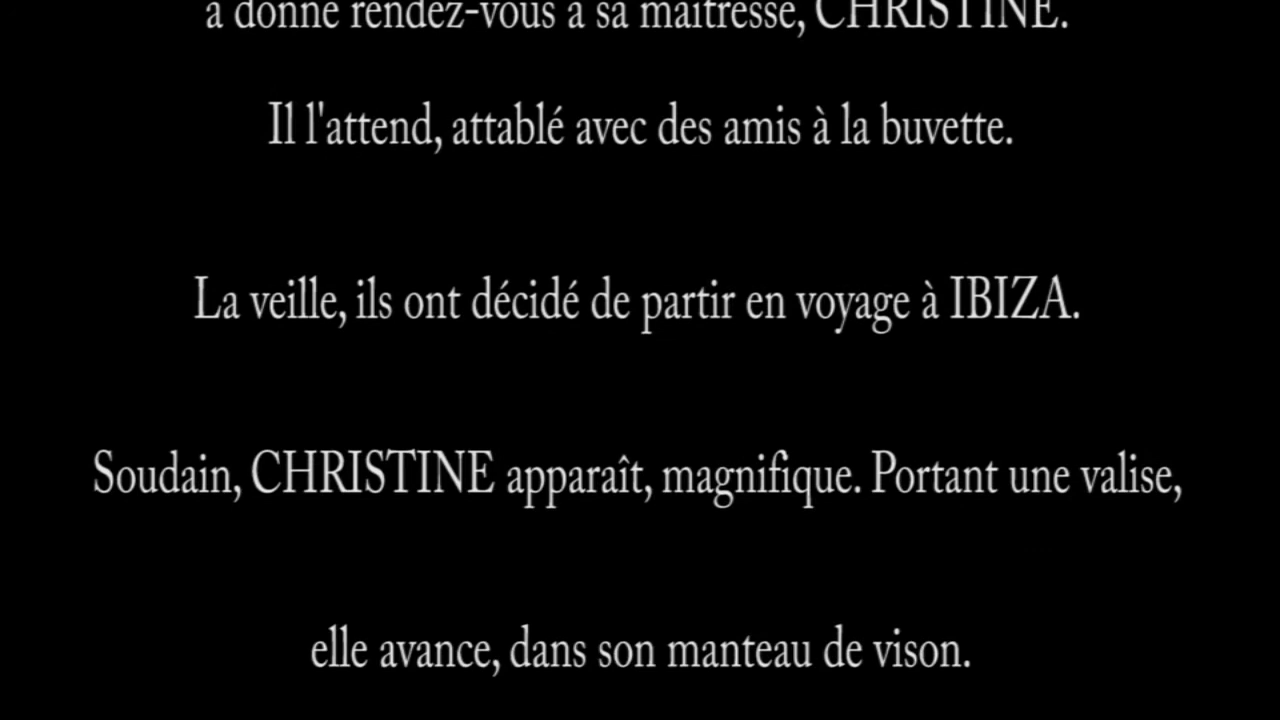 a donné rendez-vous à sa maîtresse, CHRISTINE.
Il l'attend, attablé avec des amis à la buvette.
La veille, ils ont décidé de partir en voyage à IBIZA.
Soudain, CHRISTINE apparaît, magnifique. Portant une valise,
elle avance, dans son manteau de vison.